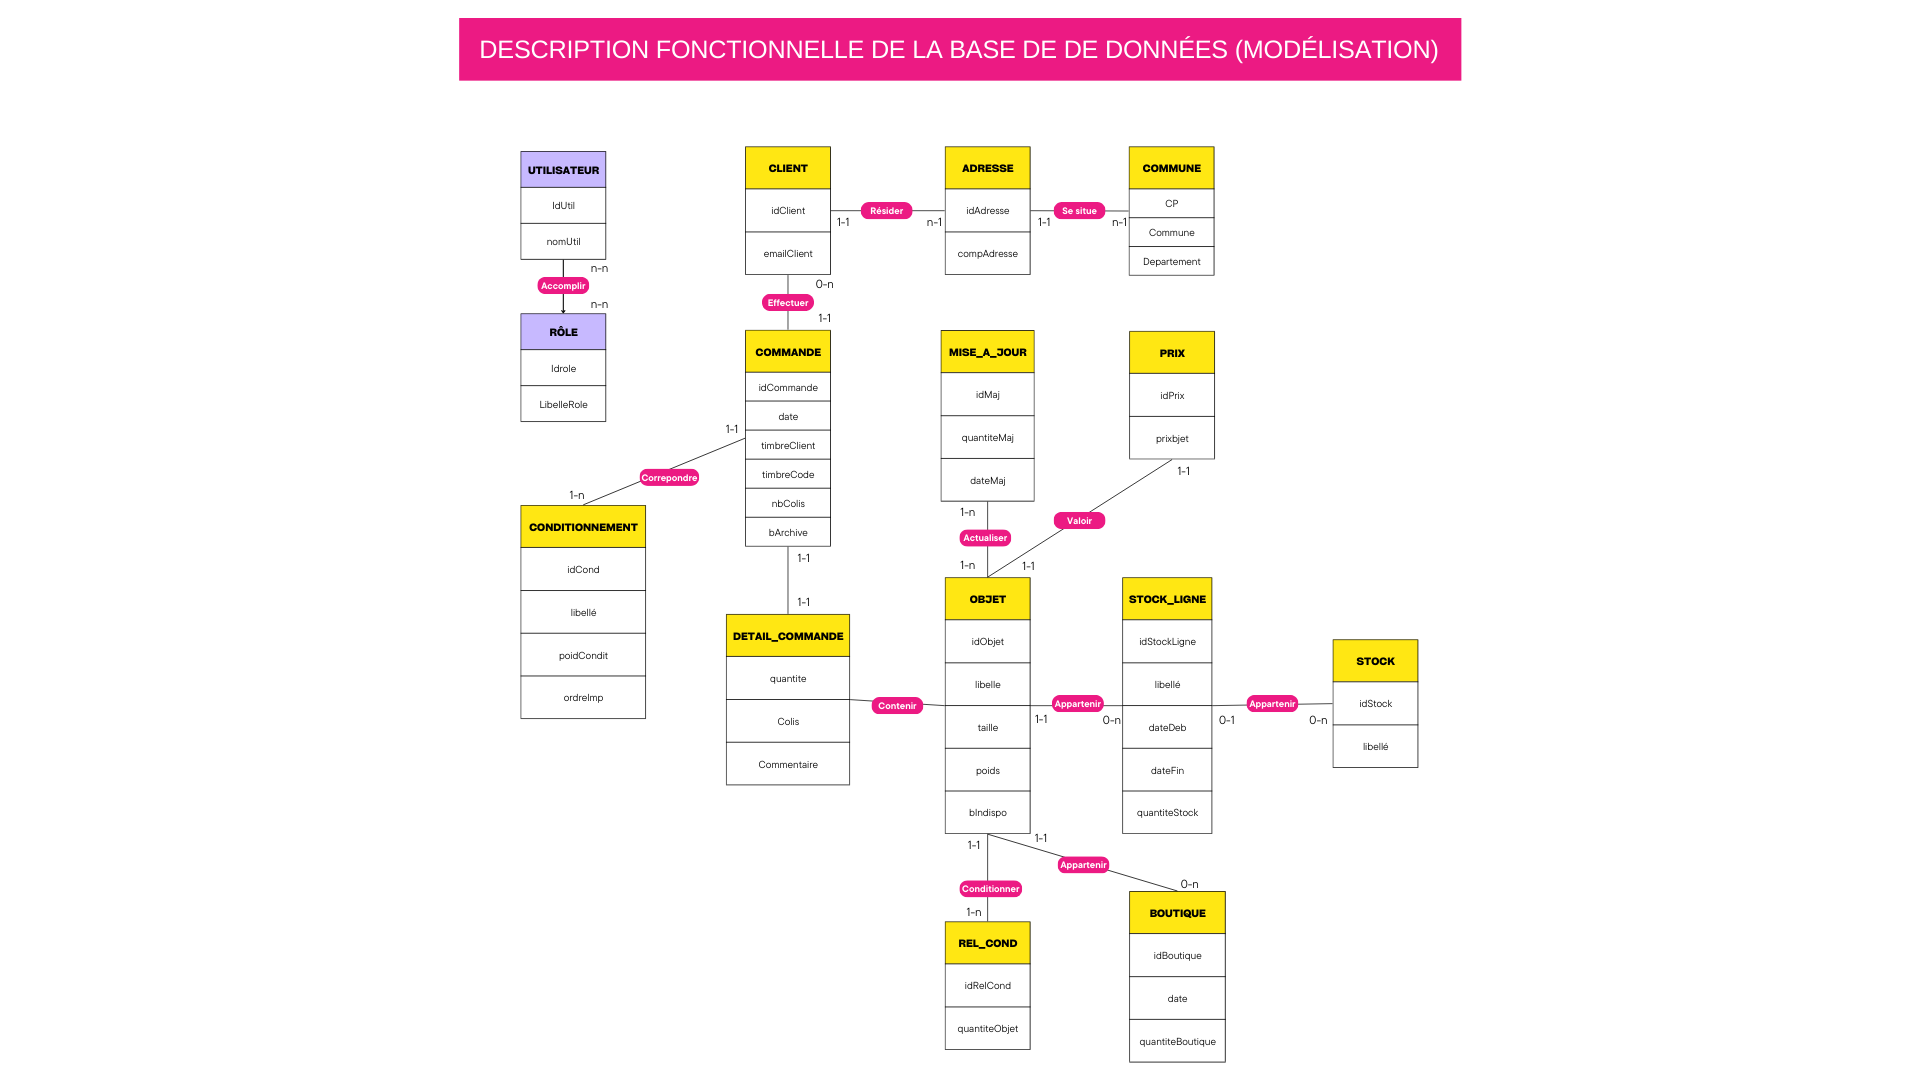 DESCRIPTION FONCTIONNELLE DE LA BASE DE DE DONNÉES (MODÉLISATION)
UTILISATEUR
IdUtil
nomUtil
n-n
Accomplir
n-n
RÔLE
Idrole
LibelleRole
CLIENT
idClient
emailClient
1-1
Résider
n-1
ADRESSE
idAdresse
compAdresse
1-1
Se situe
n-1
COMMUNE
CP
Commune
Departement
0-n
Effectuer
1-1
COMMANDE
idCommande
date
timbreClient
timbreCode
nbColis
bArchive
1-1
Correpondre
1-n
CONDITIONNEMENT
idCond
libellé
poidCondit
ordreImp
1-1
1-1
DETAIL_COMMANDE
quantite
Colis
Commentaire
Contenir
MISE_A_JOUR
idMaj
quantiteMaj
dateMaj
1-n
Actualiser
1-n
PRIX
idPrix
prixbjet
1-1
Valoir
1-1
OBJET
idObjet
libelle
taille
poids
bIndispo
1-1
Appartenir
0-n
STOCK_LIGNE
idStockLigne
libellé
dateDeb
dateFin
quantiteStock
0-1
Appartenir
0-n
STOCK
idStock
libellé
1-1
Conditionner
1-n
REL_COND
idRelCond
quantiteObjet
1-1
Appartenir
0-n
BOUTIQUE
idBoutique
date
quantiteBoutique